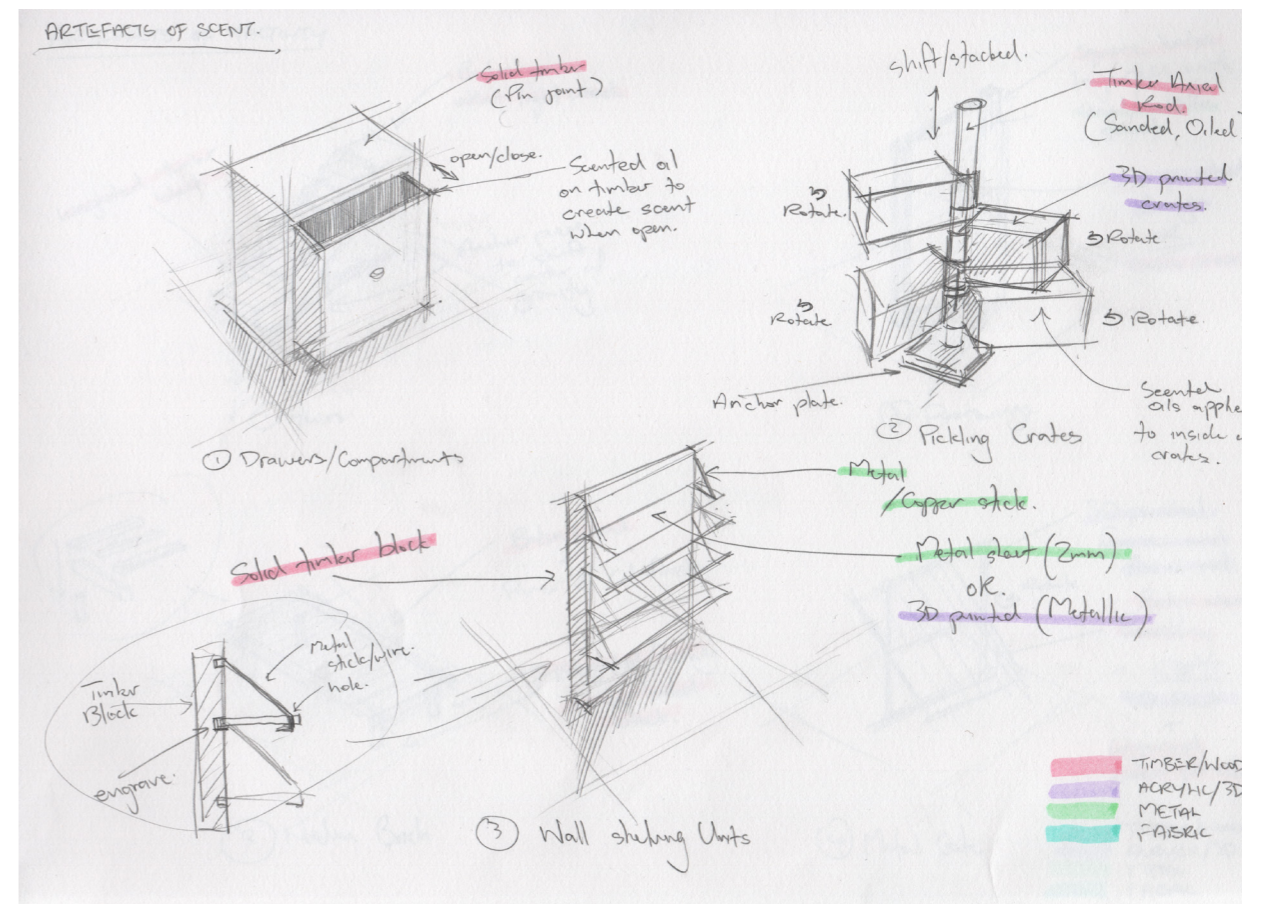 ARTEFACTS OF SCENT.
Solid timber
(Pin joint)
open/close.
Scented oil
on timber to
create scent
when open.
① Drawers/Compartments
shift/stacked.
Timber Axial
Rod.
(Sanded, Oiled
3D printed
crates.
Rotate.
Rotate
Rotate
Rotate.
Anchor plate.
Scented
oils applie
to inside
crates.
② Pickling Crates
Metal
/Copper stick.
Metal sheet (2mm)
OR.
3D printed (Metallic)
Solid timber block
Metal
stick/wire.
hole.
Timber
Block
engrave.
③ Wall shelving Units
TIMBER/WOOD
ACRYLIC/3D
METAL
FABRIC